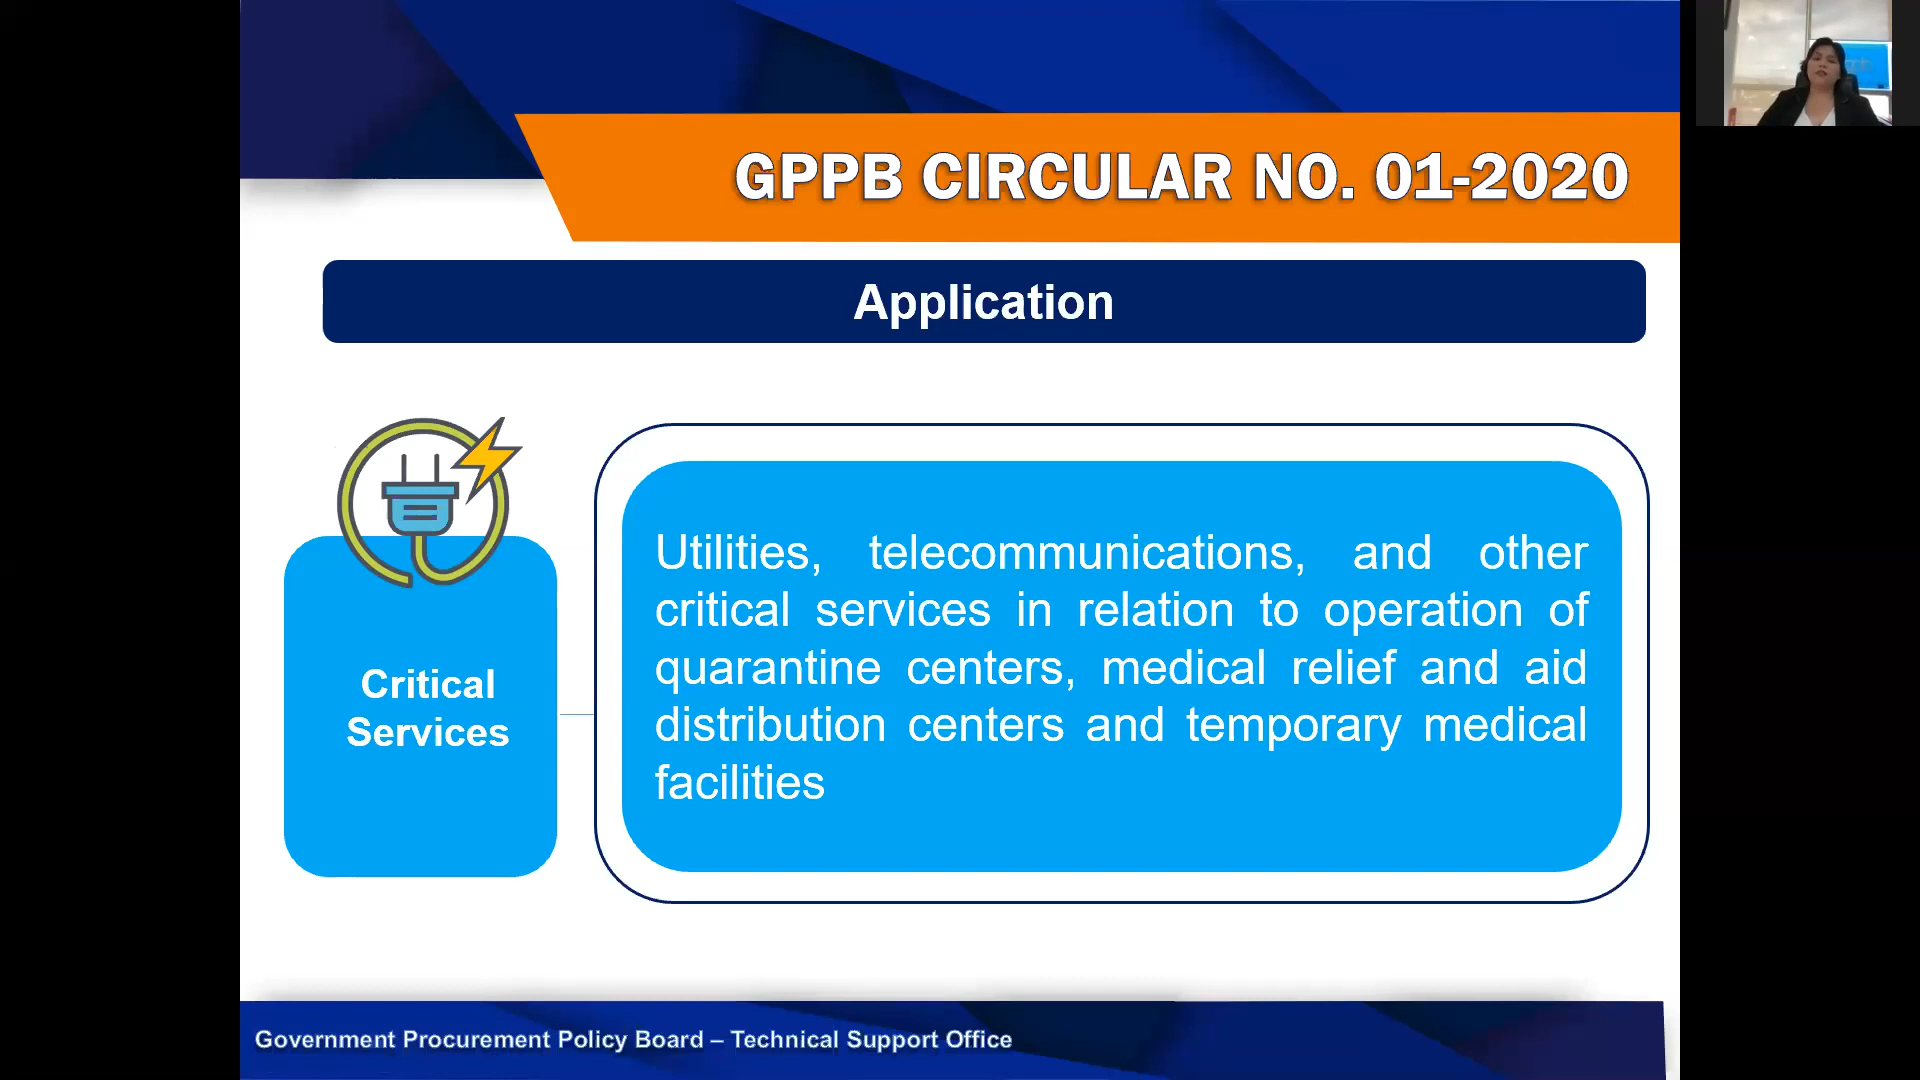 GPPB CIRCULAR NO. 01-2020
Application
Critical
Services
Utilities, telecommunications, and other
critical services in relation to operation of
quarantine centers, medical relief and aid
distribution centers and temporary medical
facilities
Government Procurement Policy Board – Technical Support Office